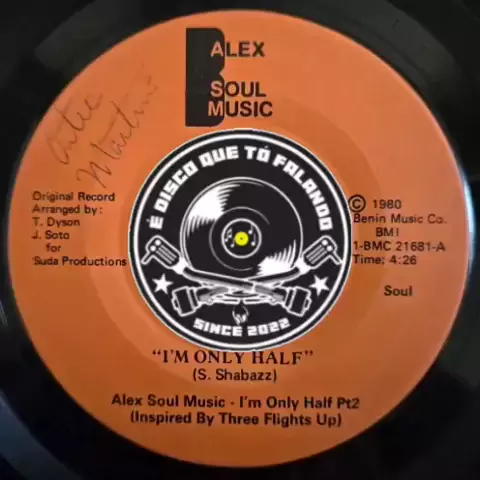 B
ALEX
SOUL
MUSIC
Artie
Martin
Original Record
Arranged by :
T. Dyson
J. Soto
for
Suda Productions
É DISCO QUE TÔ FALANDO
SINCE 2022
© 1980
Benin Music Co.
BMI
1-BMC 21681-A
Time: 4:26
Soul
"I'M ONLY HALF"
(S. Shabazz)
Alex Soul Music - I'm Only Half Pt2
(Inspired By Three Flights Up)